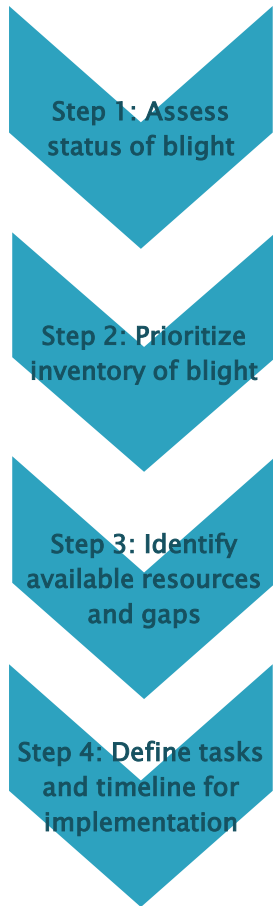 Step 1: Assess
status of blight
Step 2: Prioritize
inventory of blight
Step 3: Identify
available resources
and gaps
Step 4: Define tasks
and timeline for
implementation